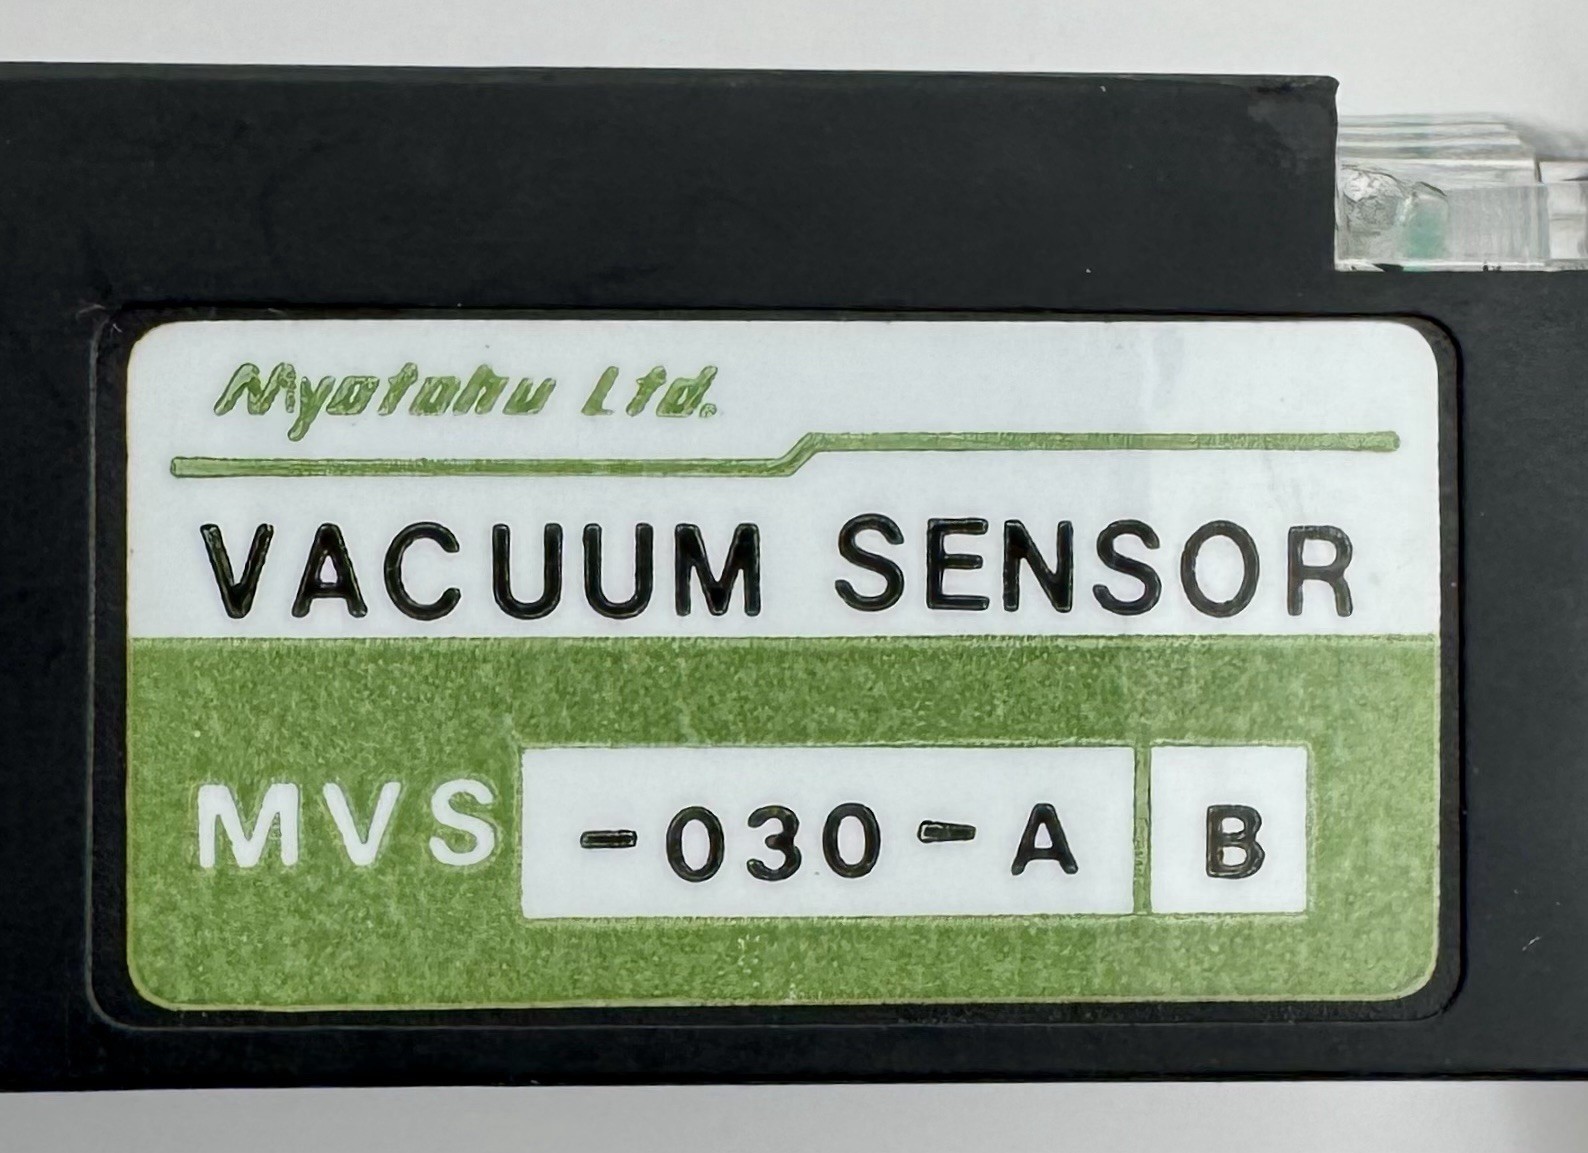 Myotoku Ltd.
VACUUM SENSOR
MVS -030-A B